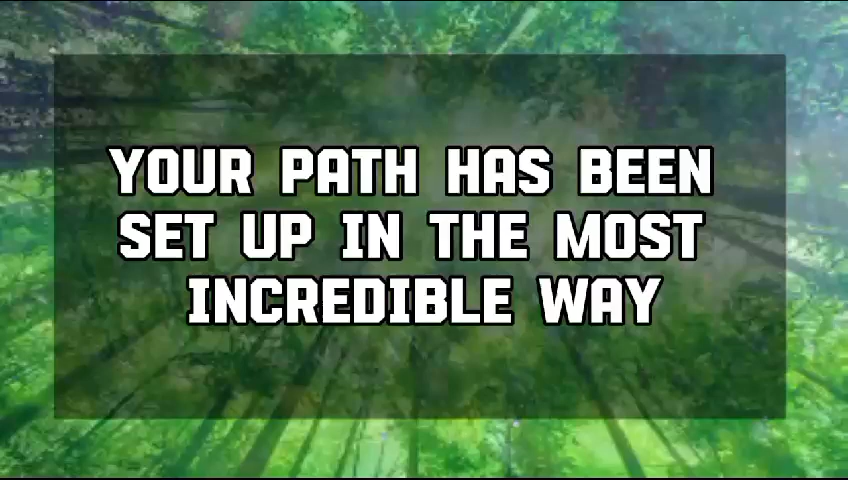 YOUR PATH HAS BEEN
SET UP IN THE MOST
INCREDIBLE WAY